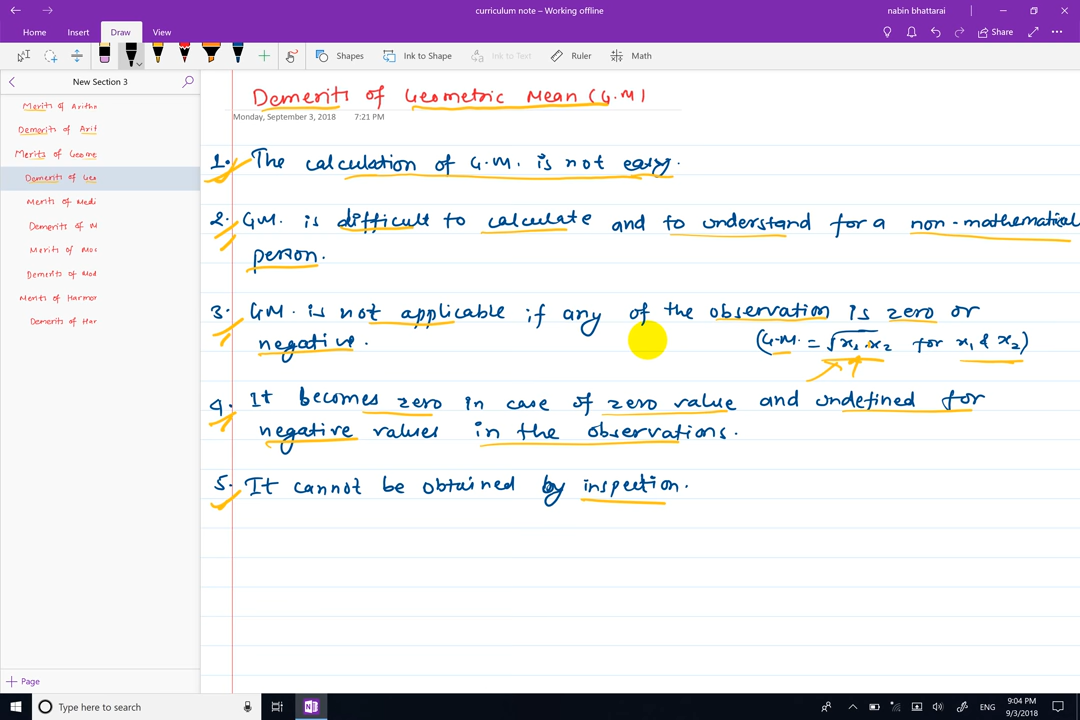 curriculum note – Working offline
nabin bhattarai
Home Insert Draw View
Share
Shapes Ink to Shape Ink to Text Ruler Math
New Section 3
Merits of Arithm
Demerits of Arit
Merits of Geome
Demerits of Geo
Merit of Medi
Demerits of M
Merit of Mod
Demerits of Mod
Merits of Harmor
Demerits of Har
Page
Demerits of Geometric Mean (G.M)
Monday, September 3, 2018 7:21 PM
1. The calculation of G.M. is not easy.
2. GM. is difficult to calculate and to understand for a non-mathematical
person.
3. GM. is not applicable if any of the observation is zero or
negative.
(G.M. = √x₁.x₂ for x₁ & x₂)
4. It becomes zero in case of zero value and undefined for
negative values in the observations.
5. It cannot be obtained by inspection.
Type here to search
ENG
9:04 PM
9/3/2018